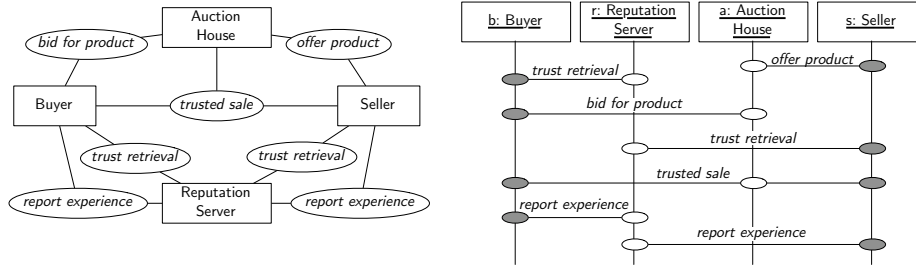 Auction
House
bid for product
offer product
Buyer
trusted sale
Seller
trust retrieval
trust retrieval
report experience
Reputation
Server
report experience
b: Buyer
r: Reputation
Server
a: Auction
House
s: Seller
offer product
trust retrieval
bid for product
trust retrieval
trusted sale
report experience
report experience